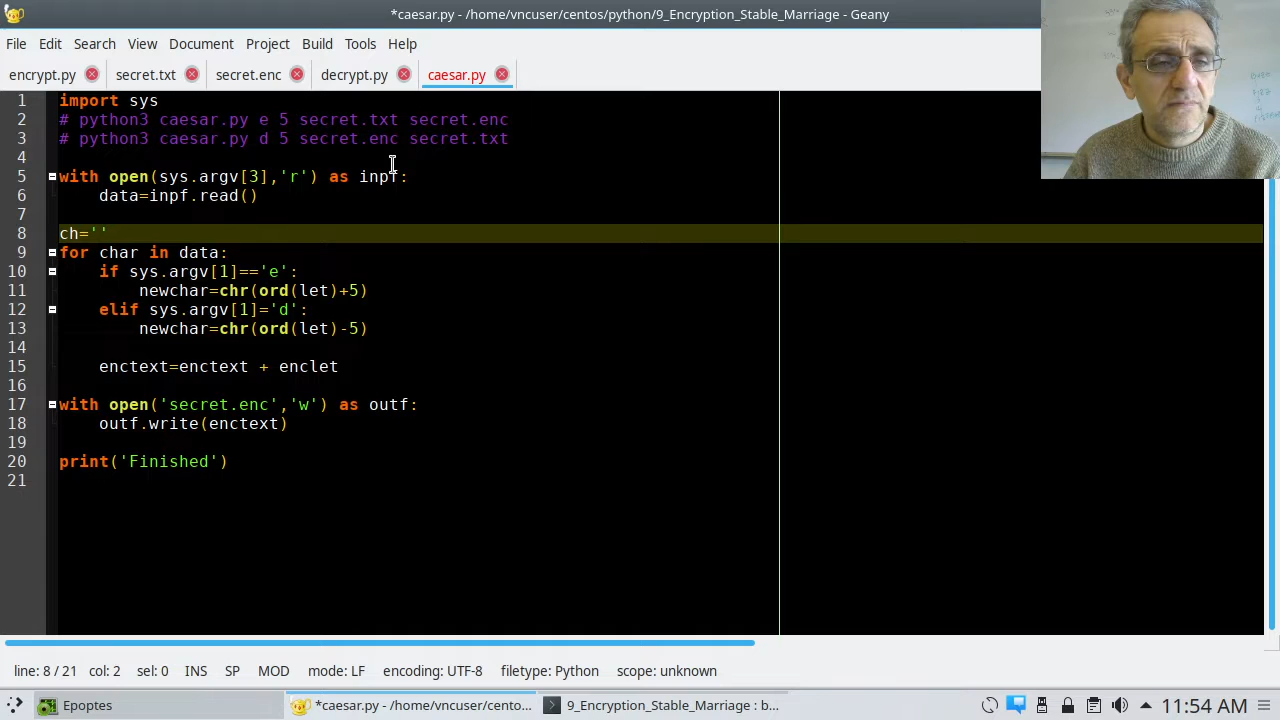 *caesar.py - /home/vncuser/centos/python/9_Encryption_Stable_Marriage - Geany
File Edit Search View Document Project Build Tools Help
encrypt.py secret.txt secret.enc decrypt.py caesar.py
1 import sys
2 # python3 caesar.py e 5 secret.txt secret.enc
3 # python3 caesar.py d 5 secret.enc secret.txt
4
5 with open(sys.argv[3],'r') as inpf:
6 data=inpf.read()
7
8 ch=''
9 for char in data:
10 if sys.argv[1]=='e':
11 newchar=chr(ord(let)+5)
12 elif sys.argv[1]='d':
13 newchar=chr(ord(let)-5)
14
15 enctext=enctext + enclet
16
17 with open('secret.enc','w') as outf:
18 outf.write(enctext)
19
20 print('Finished')
21
line: 8 / 21 col: 2 sel: 0 INS SP MOD mode: LF encoding: UTF-8 filetype: Python scope: unknown
Epoptes *caesar.py - /home/vncuser/cento... 9_Encryption_Stable_Marriage : b... 11:54 AM